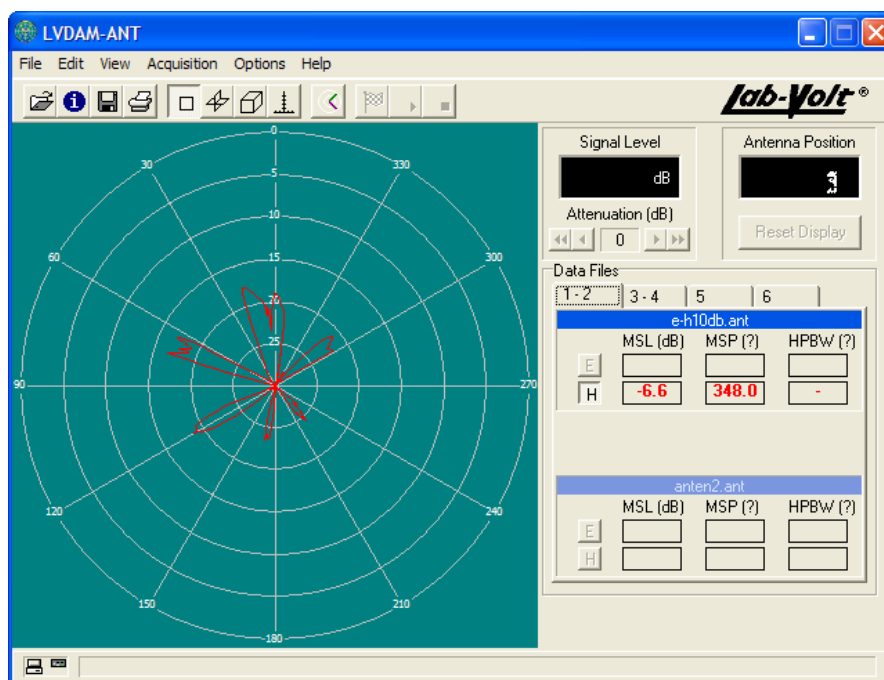 LVDAM-ANT
File Edit View Acquisition Options Help
Lab-Volt ®
0
30
330
5
10
15
60
300
20
25
90
270
120
240
150
210
180
Signal Level
dB
Attenuation (dB)
0
Antenna Position
Reset Display
Data Files
1 - 2 3 - 4 5 6
e-h10db.ant
MSL (dB) MSP (?) HPBW (?)
E
H -6.6 348.0 -
anten2.ant
MSL (dB) MSP (?) HPBW (?)
E
H